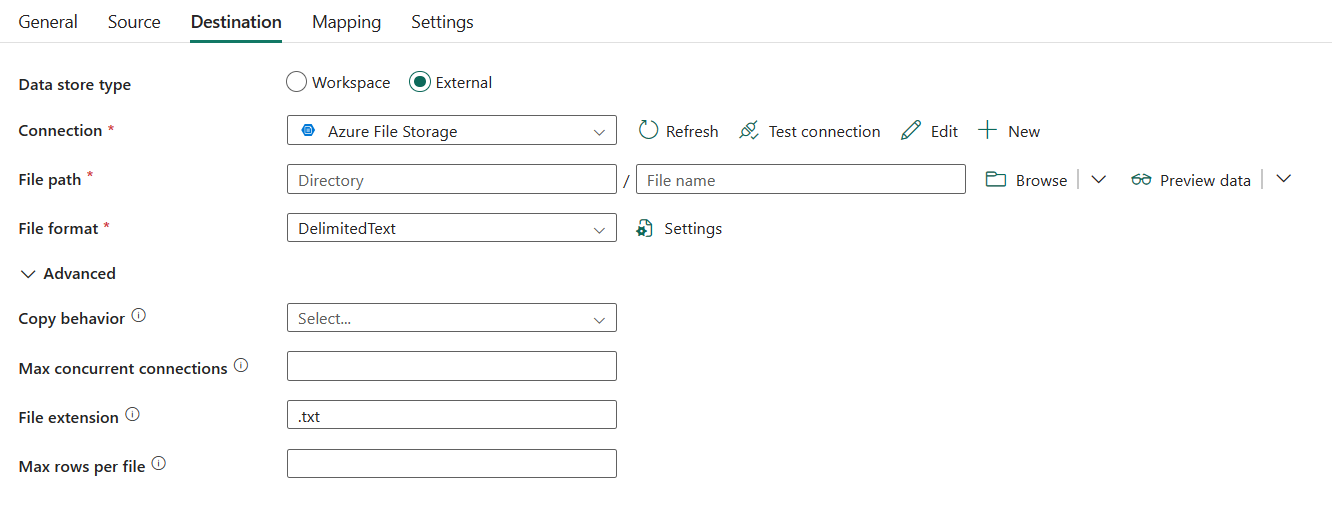 General Source Destination Mapping Settings
Data store type Workspace External
Connection * Azure File Storage Refresh Test connection Edit New
File path * Directory / File name Browse Preview data
File format * DelimitedText Settings
Advanced
Copy behavior Select...
Max concurrent connections
File extension .txt
Max rows per file